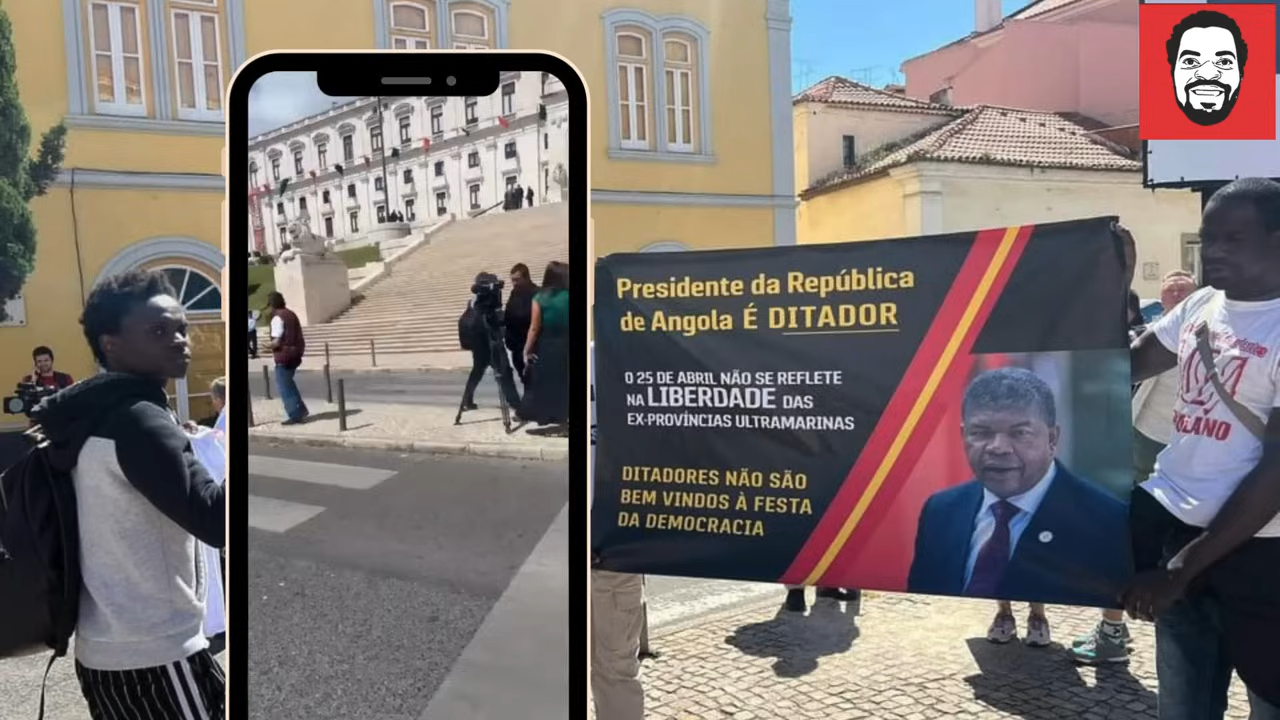 Presidente da República
de Angola É DITADOR
O 25 DE ABRIL NÃO SE REFLETE
NA LIBERDADE DAS
EX-PROVÍNCIAS ULTRAMARINAS
DITADORES NÃO SÃO
BEM VINDOS À FESTA
DA DEMOCRACIA